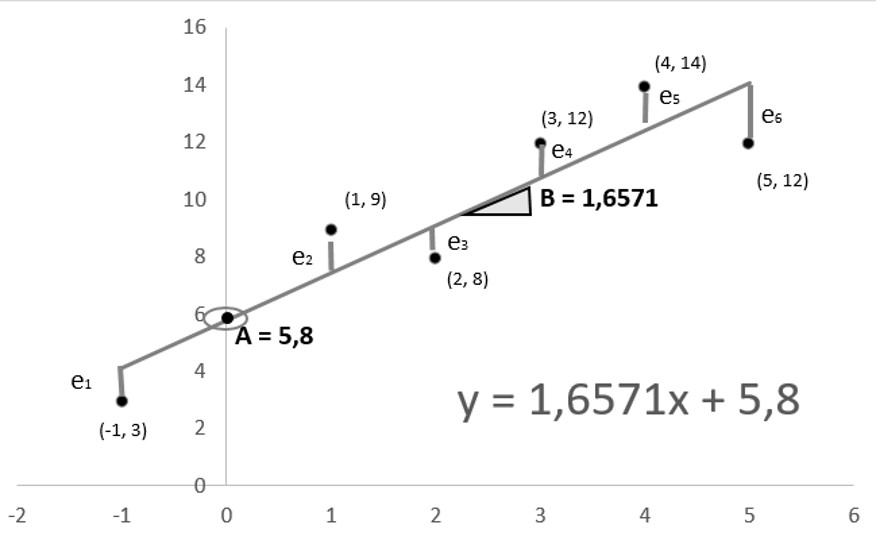 16
(4, 14)
14
e₅
e₆
(3, 12)
12
e₄
(5, 12)
10
(1, 9)
B = 1,6571
e₃
8
e₂
(2, 8)
6
A = 5,8
4
e₁
y = 1,6571x + 5,8
(-1, 3)
2
0
-2 -1 0 1 2 3 4 5 6